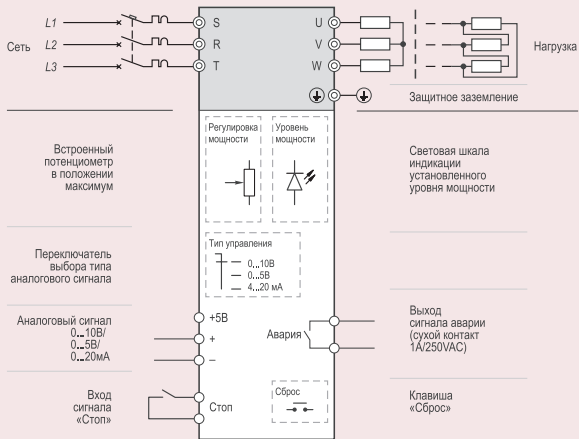 Сеть
L1
L2
L3
S
R
T
U
V
W
Нагрузка
Защитное заземление
Встроенный
потенциометр
в положении
максимум
Регулировка
мощности
Уровень
мощности
Световая шкала
индикации
установленного
уровня мощности
Переключатель
выбора типа
аналогового сигнала
Тип управления
0...10В
0...5В
4...20 мА
Аналоговый сигнал
0...10В/
0...5В/
0...20мА
+5В
+
–
Авария
Выход
сигнала аварии
(сухой контакт
1A/250VAC)
Вход
сигнала
«Стоп»
Стоп
Сброс
Клавиша
«Сброс»